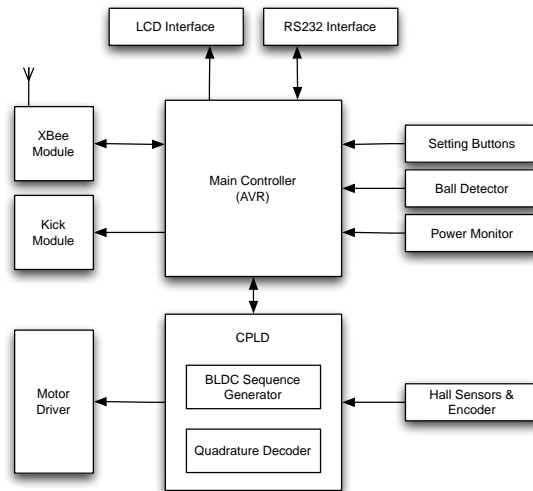 LCD Interface
RS232 Interface
XBee
Module
Main Controller
(AVR)
Setting Buttons
Ball Detector
Kick
Module
Power Monitor
CPLD
BLDC Sequence
Generator
Motor
Driver
Hall Sensors &
Encoder
Quadrature Decoder